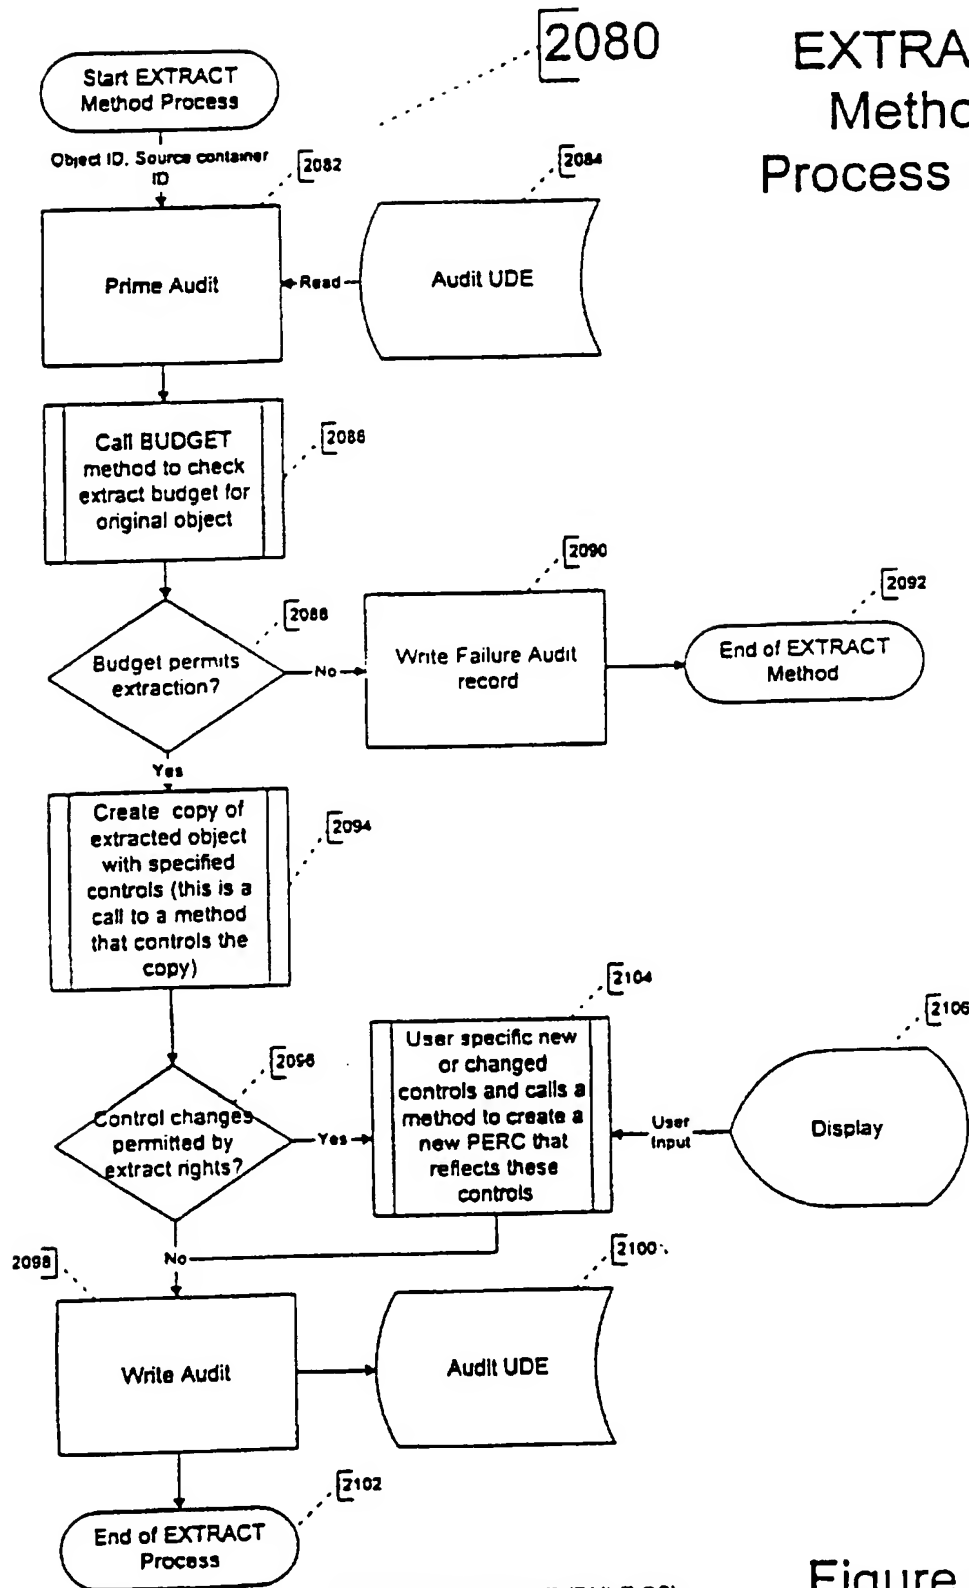 2080
EXTRA
Metho
Process
Start EXTRACT
Method Process
Object ID, Source container
ID
2082
2084
Prime Audit
Read
Audit UDE
Call BUDGET
method to check
extract budget for
original object
2086
2088
Budget permits
extraction?
No
2090
Write Failure Audit
record
2092
End of EXTRACT
Method
Yes
Create copy of
extracted object
with specified
controls (this is a
call to a method
that controls the
copy)
2094
2096
Control changes
permitted by
extract rights?
Yes
2104
User specific new
or changed
controls and calls a
method to create a
new PERC that
reflects these
controls
User
Input
2106
Display
No
2098
Write Audit
2100
Audit UDE
2102
End of EXTRACT
Process
Figure